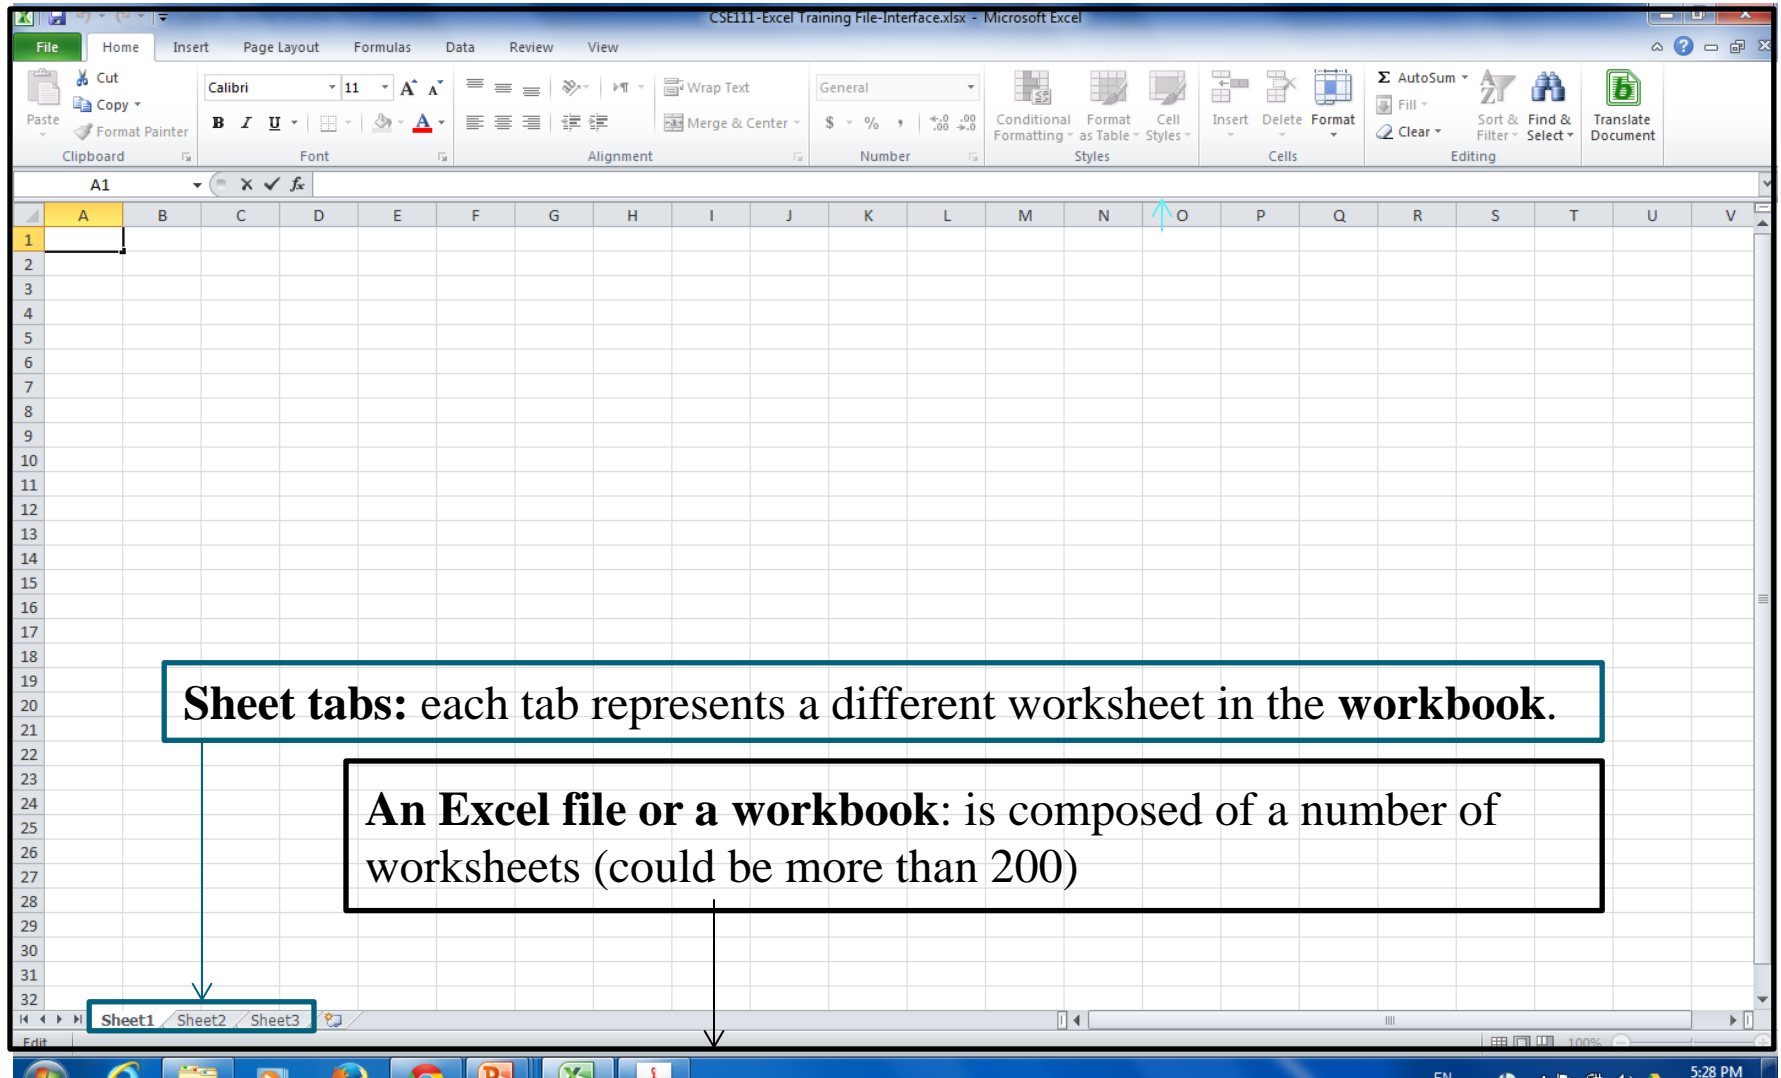 CSE111-Excel Training File-Interface.xlsx - Microsoft Excel
File Home Insert Page Layout Formulas Data Review View
Cut
Copy
Paste
Format Painter
Clipboard
Calibri 11
B I U
Font
Wrap Text
Merge & Center
Alignment
General
$ % ,
Number
Conditional Formatting
Format as Table
Cell Styles
Styles
Insert Delete Format
Cells
Σ AutoSum
Fill
Clear
Sort & Filter
Find & Select
Editing
Translate Document
A1 fx
A B C D E F G H I J K L M N O P Q R S T U V
1
2
3
4
5
6
7
8
9
10
11
12
13
14
15
16
17
18
19
20
21
22
23
24
25
26
27
28
29
30
31
32
Sheet tabs: each tab represents a different worksheet in the workbook.
An Excel file or a workbook: is composed of a number of
worksheets (could be more than 200)
Sheet1 Sheet2 Sheet3
Edit 100%
EN 5:28 PM